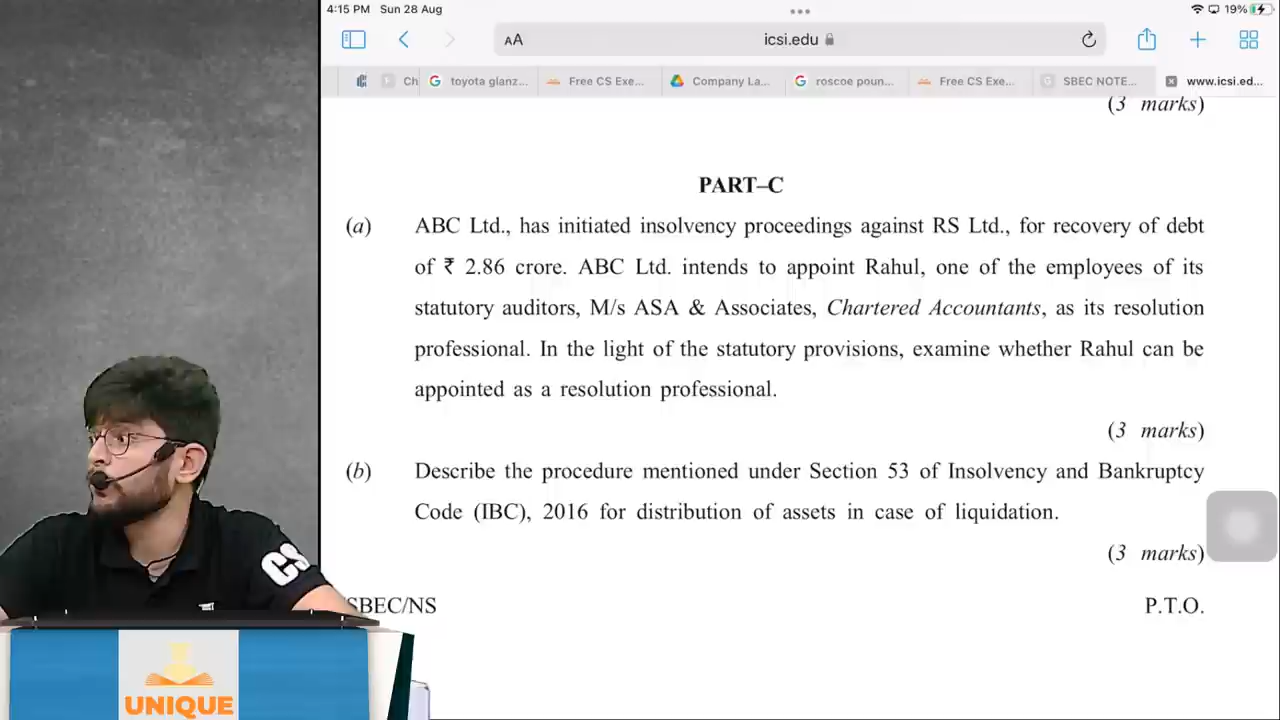 4:15 PM Sun 28 Aug
19%
AA
icsi.edu
Ch
toyota glanz...
Free CS Exe...
Company La...
roscoe poun...
Free CS Exe...
SBEC NOTE...
www.icsi.ed...
(3 marks)
PART–C
(a) ABC Ltd., has initiated insolvency proceedings against RS Ltd., for recovery of debt
of ₹ 2.86 crore. ABC Ltd. intends to appoint Rahul, one of the employees of its
statutory auditors, M/s ASA & Associates, Chartered Accountants, as its resolution
professional. In the light of the statutory provisions, examine whether Rahul can be
appointed as a resolution professional.
(3 marks)
(b) Describe the procedure mentioned under Section 53 of Insolvency and Bankruptcy
Code (IBC), 2016 for distribution of assets in case of liquidation.
(3 marks)
SBEC/NS
P.T.O.
CS
UNIQUE